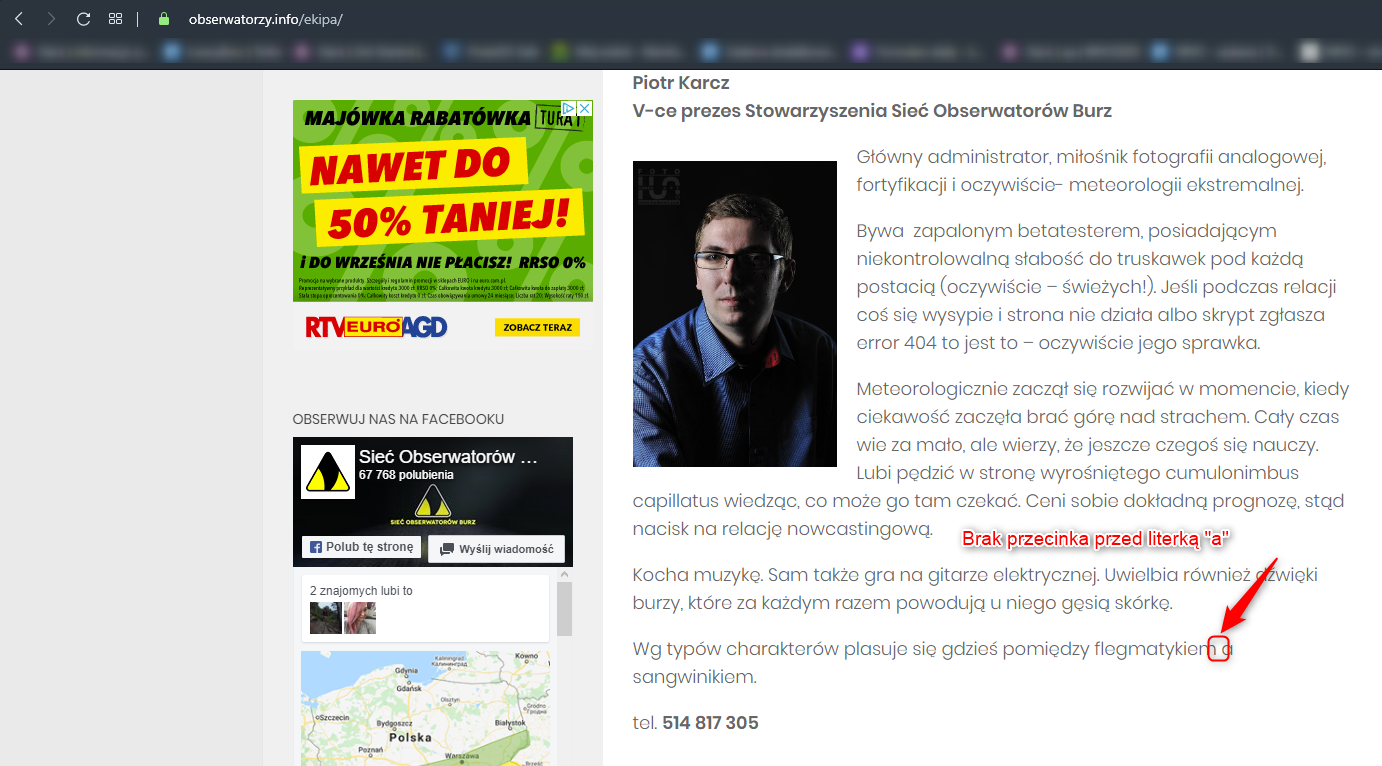 obserwatorzy.info/ekipa/
MAJÓWKA RABATÓWKA
TURA 1
NAWET DO
50% TANIEJ!
I DO WRZEŚNIA NIE PŁACISZ! RRSO 0%
RTV EURO AGD
ZOBACZ TERAZ
OBSERWUJ NAS NA FACEBOOKU
Sieć Obserwatorów ...
67 768 polubienia
SIEĆ OBSERWATORÓW BURZ
Polub tę stronę
Wyślij wiadomość
2 znajomych lubi to
Gdynia
Gdańsk
Kaliningrad
Калининград
Kowno
Olsztyn
Grodno
Гродно
Szczecin
Bydgoszcz
Białystok
Polska
Poznań
Warszawa
Brześć
Piotr Karcz
V-ce prezes Stowarzyszenia Sieć Obserwatorów Burz
FOTO
Główny administrator, miłośnik fotografii analogowej,
fortyfikacji i oczywiście- meteorologii ekstremalnej.
Bywa  zapalonym betatesterem, posiadającym
niekontrolowalną słabość do truskawek pod każdą
postacią (oczywiście – świeżych!). Jeśli podczas relacji
coś się wysypie i strona nie działa albo skrypt zgłasza
error 404 to jest to – oczywiście jego sprawka.
Meteorologicznie zaczął się rozwijać w momencie, kiedy
ciekawość zaczęła brać górę nad strachem. Cały czas
wie za mało, ale wierzy, że jeszcze czegoś się nauczy.
Lubi pędzić w stronę wyrośniętego cumulonimbus
capillatus wiedząc, co może go tam czekać. Ceni sobie dokładną prognozę, stąd
nacisk na relację nowcastingową.
Brak przecinka przed literką "a"
Kocha muzykę. Sam także gra na gitarze elektrycznej. Uwielbia również dźwięki
burzy, które za każdym razem powodują u niego gęsią skórkę.
Wg typów charakterów plasuje się gdzieś pomiędzy flegmatykiem a
sangwinikiem.
tel. 514 817 305